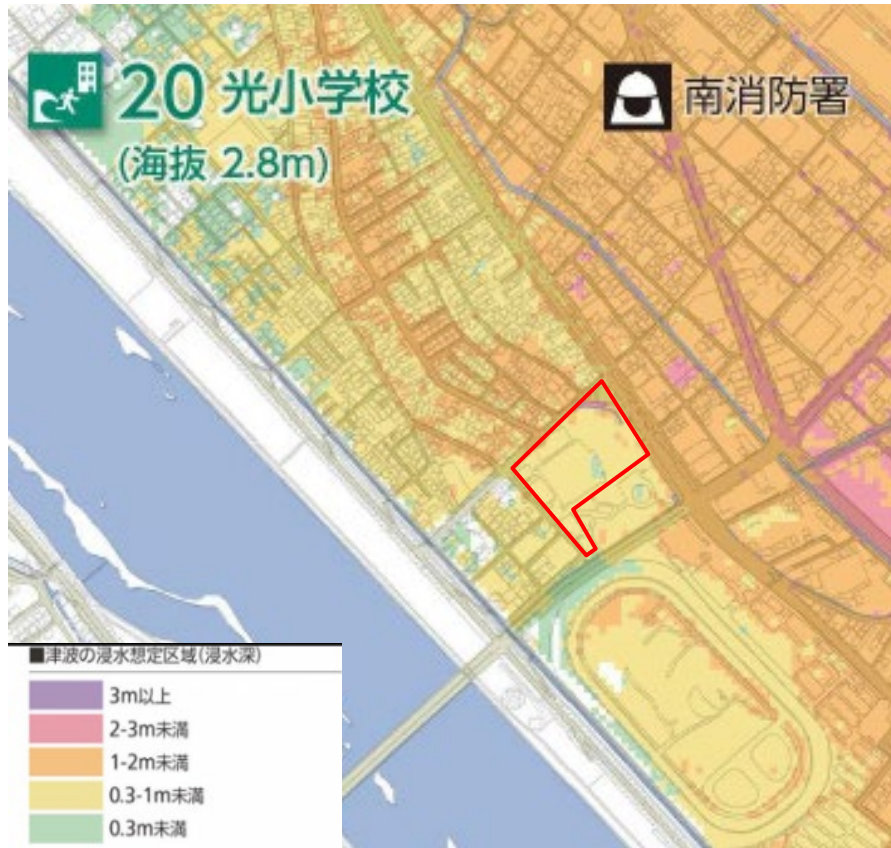 20 光小学校
(海抜 2.8m)
南消防署
■津波の浸水想定区域(浸水深)
3m以上
2-3m未満
1-2m未満
0.3-1m未満
0.3m未満